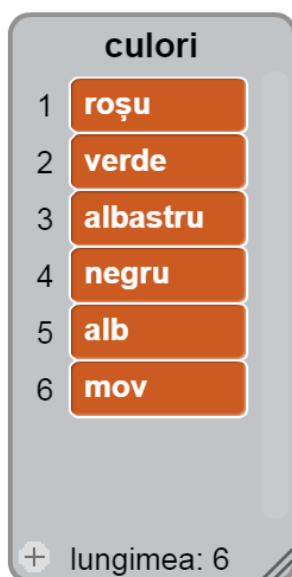 culori
1 roșu
2 verde
3 albastru
4 negru
5 alb
6 mov
+ lungimea: 6